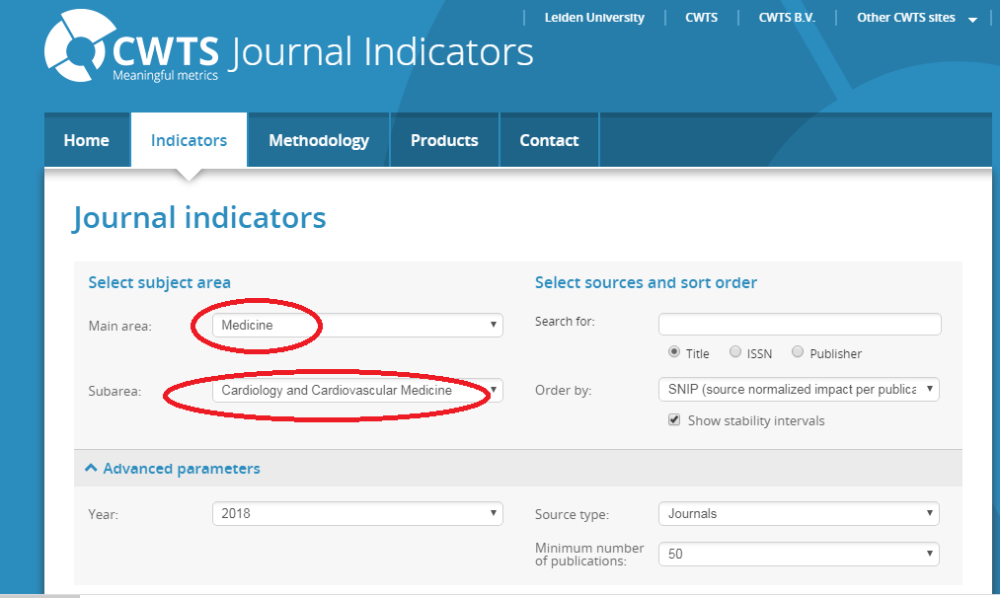 Leiden University
CWTS
CWTS B.V.
Other CWTS sites
CWTS Journal Indicators
Meaningful metrics
Home
Indicators
Methodology
Products
Contact
Journal indicators
Select subject area
Main area:
Medicine
Subarea:
Cardiology and Cardiovascular Medicine
Select sources and sort order
Search for:
Title
ISSN
Publisher
Order by:
SNIP (source normalized impact per publica
Show stability intervals
Advanced parameters
Year:
2018
Source type:
Journals
Minimum number
of publications:
50